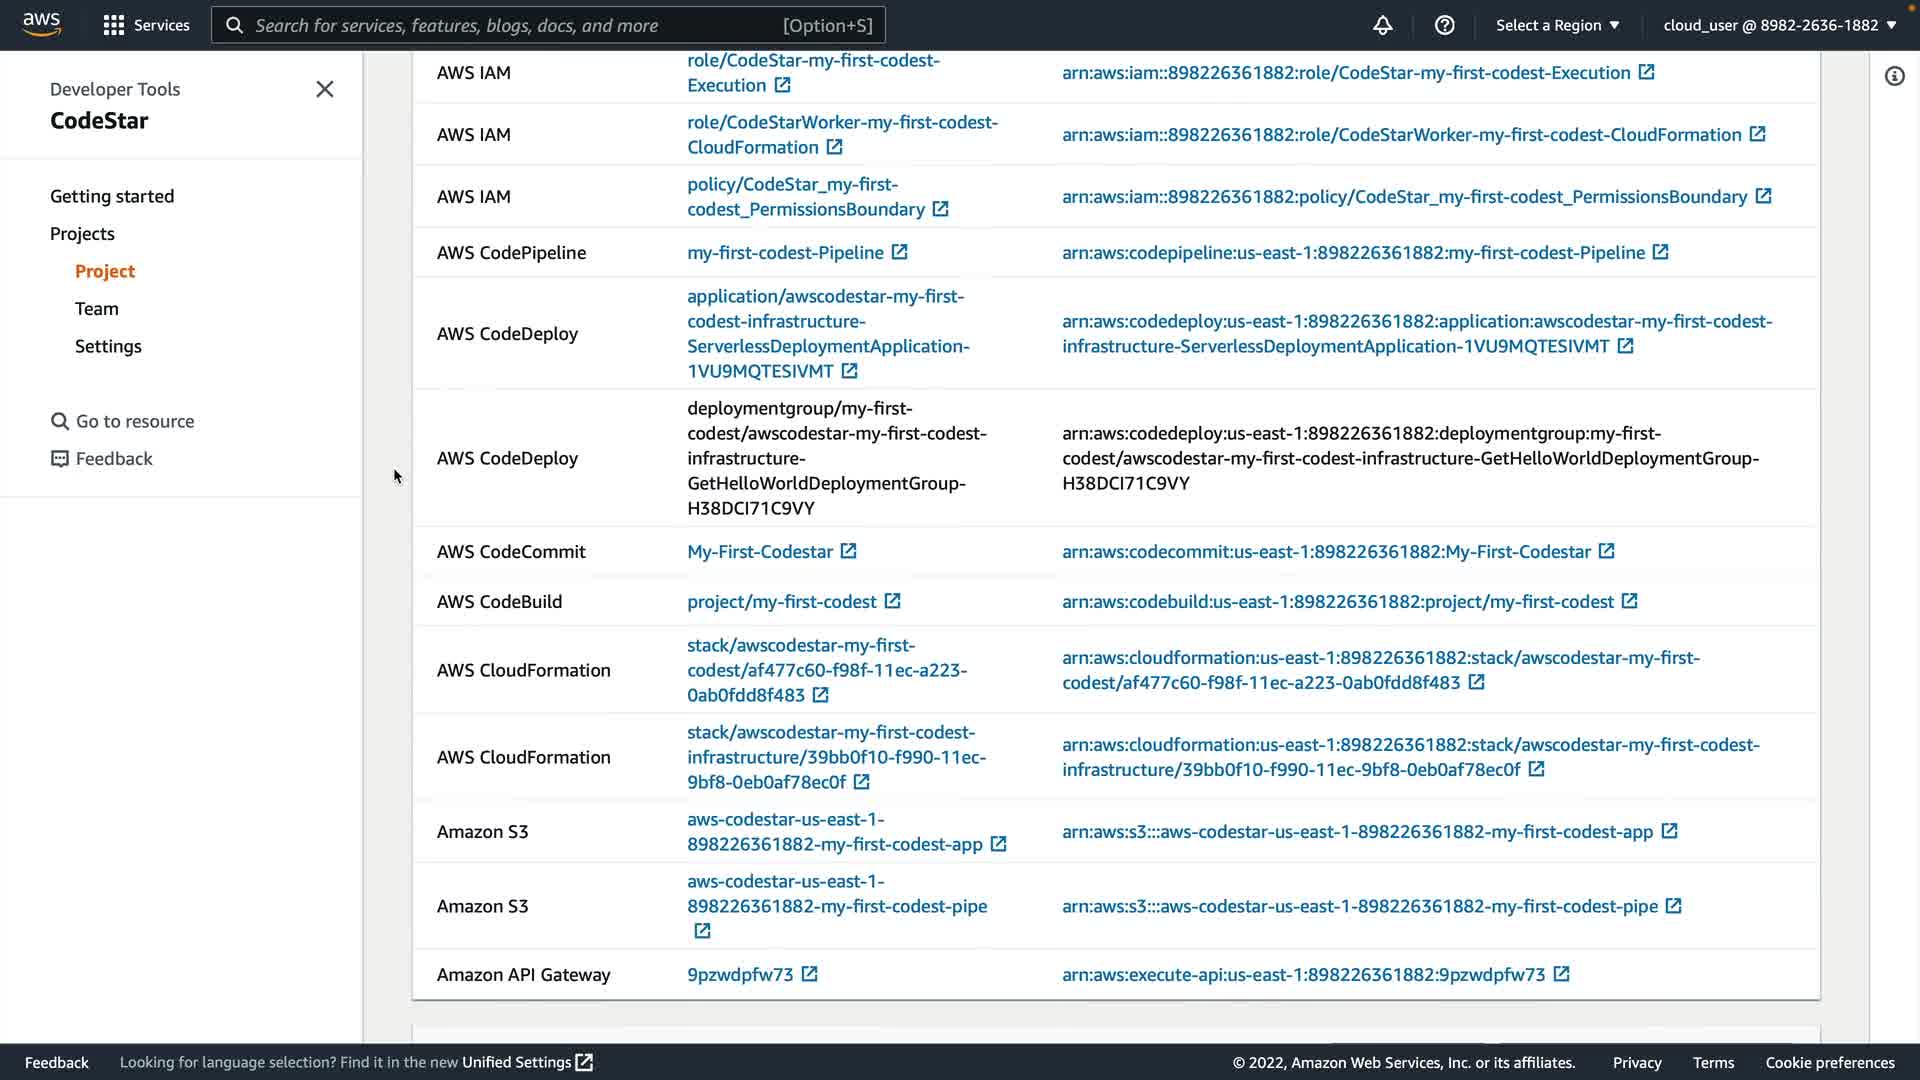 aws
Services
Search for services, features, blogs, docs, and more
[Option+S]
Select a Region
cloud_user @ 8982-2636-1882
Developer Tools
CodeStar
Getting started
Projects
Project
Team
Settings
Go to resource
Feedback
AWS IAM
role/CodeStar-my-first-codest-
Execution
arn:aws:iam::898226361882:role/CodeStar-my-first-codest-Execution
AWS IAM
role/CodeStarWorker-my-first-codest-
CloudFormation
arn:aws:iam::898226361882:role/CodeStarWorker-my-first-codest-CloudFormation
AWS IAM
policy/CodeStar_my-first-
codest_PermissionsBoundary
arn:aws:iam::898226361882:policy/CodeStar_my-first-codest_PermissionsBoundary
AWS CodePipeline
my-first-codest-Pipeline
arn:aws:codepipeline:us-east-1:898226361882:my-first-codest-Pipeline
AWS CodeDeploy
application/awscodestar-my-first-
codest-infrastructure-
ServerlessDeploymentApplication-
1VU9MQTESIVMT
arn:aws:codedeploy:us-east-1:898226361882:application:awscodestar-my-first-codest-
infrastructure-ServerlessDeploymentApplication-1VU9MQTESIVMT
AWS CodeDeploy
deploymentgroup/my-first-
codest/awscodestar-my-first-codest-
infrastructure-
GetHelloWorldDeploymentGroup-
H38DCI71C9VY
arn:aws:codedeploy:us-east-1:898226361882:deploymentgroup:my-first-
codest/awscodestar-my-first-codest-infrastructure-GetHelloWorldDeploymentGroup-
H38DCI71C9VY
AWS CodeCommit
My-First-Codestar
arn:aws:codecommit:us-east-1:898226361882:My-First-Codestar
AWS CodeBuild
project/my-first-codest
arn:aws:codebuild:us-east-1:898226361882:project/my-first-codest
AWS CloudFormation
stack/awscodestar-my-first-
codest/af477c60-f98f-11ec-a223-
0ab0fdd8f483
arn:aws:cloudformation:us-east-1:898226361882:stack/awscodestar-my-first-
codest/af477c60-f98f-11ec-a223-0ab0fdd8f483
AWS CloudFormation
stack/awscodestar-my-first-codest-
infrastructure/39bb0f10-f990-11ec-
9bf8-0eb0af78ec0f
arn:aws:cloudformation:us-east-1:898226361882:stack/awscodestar-my-first-codest-
infrastructure/39bb0f10-f990-11ec-9bf8-0eb0af78ec0f
Amazon S3
aws-codestar-us-east-1-
898226361882-my-first-codest-app
arn:aws:s3:::aws-codestar-us-east-1-898226361882-my-first-codest-app
Amazon S3
aws-codestar-us-east-1-
898226361882-my-first-codest-pipe
arn:aws:s3:::aws-codestar-us-east-1-898226361882-my-first-codest-pipe
Amazon API Gateway
9pzwdpfw73
arn:aws:execute-api:us-east-1:898226361882:9pzwdpfw73
Feedback
Looking for language selection? Find it in the new Unified Settings
© 2022, Amazon Web Services, Inc. or its affiliates.
Privacy
Terms
Cookie preferences